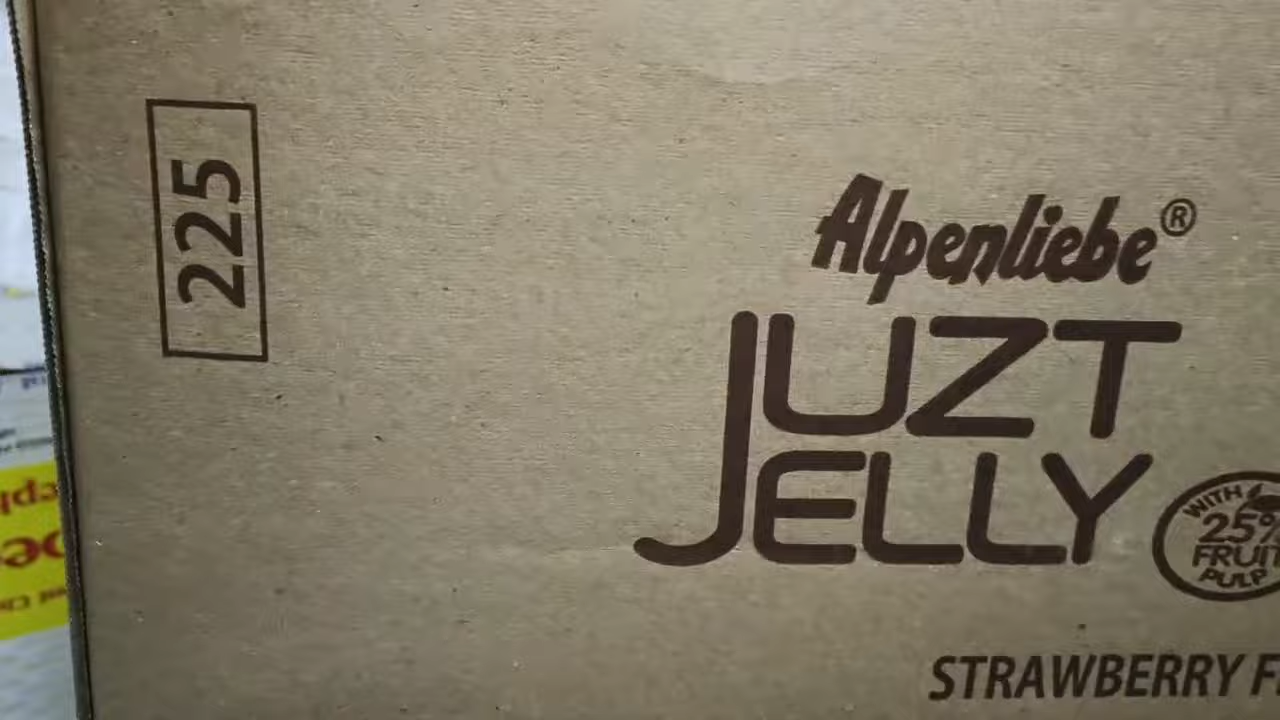 225
Alpenliebe®
JUZT
JELLY
WITH
25%
FRUIT
PULP
STRAWBERRY